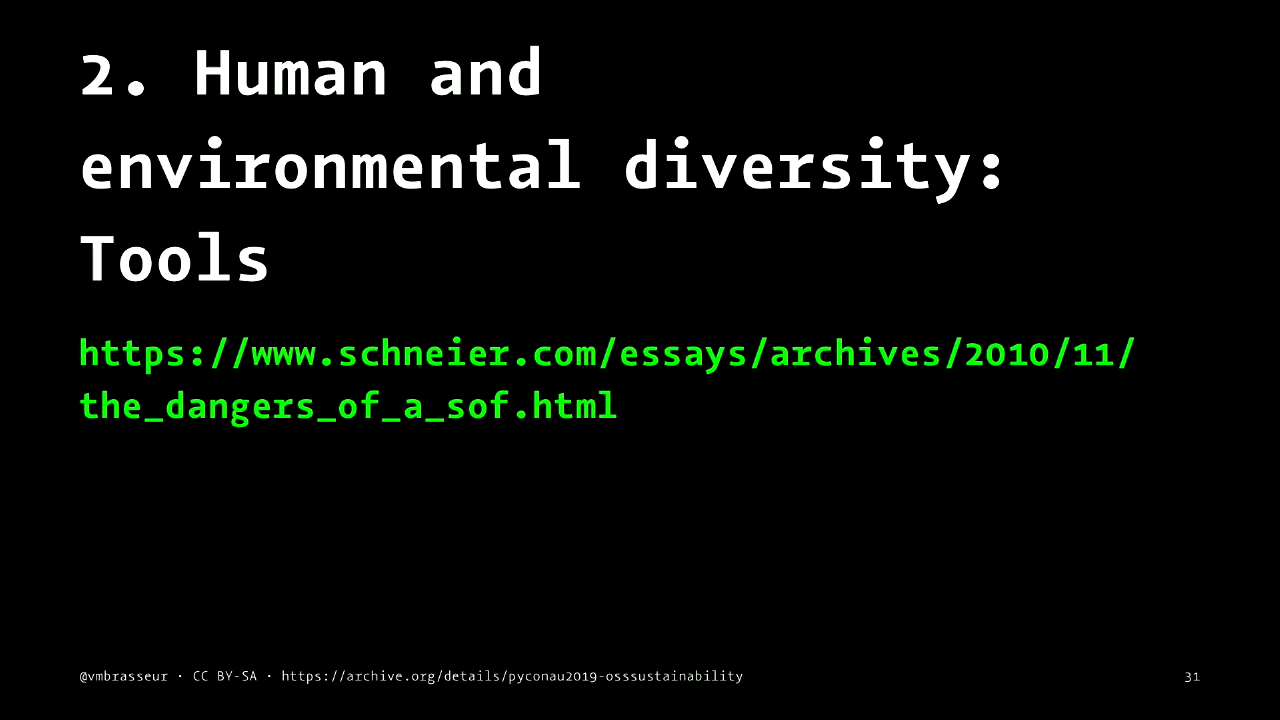 2. Human and
environmental diversity:
Tools
https://www.schneier.com/essays/archives/2010/11/
the_dangers_of_a_sof.html
@vmbrasseur · CC BY-SA · https://archive.org/details/pyconau2019-osssustainability
31